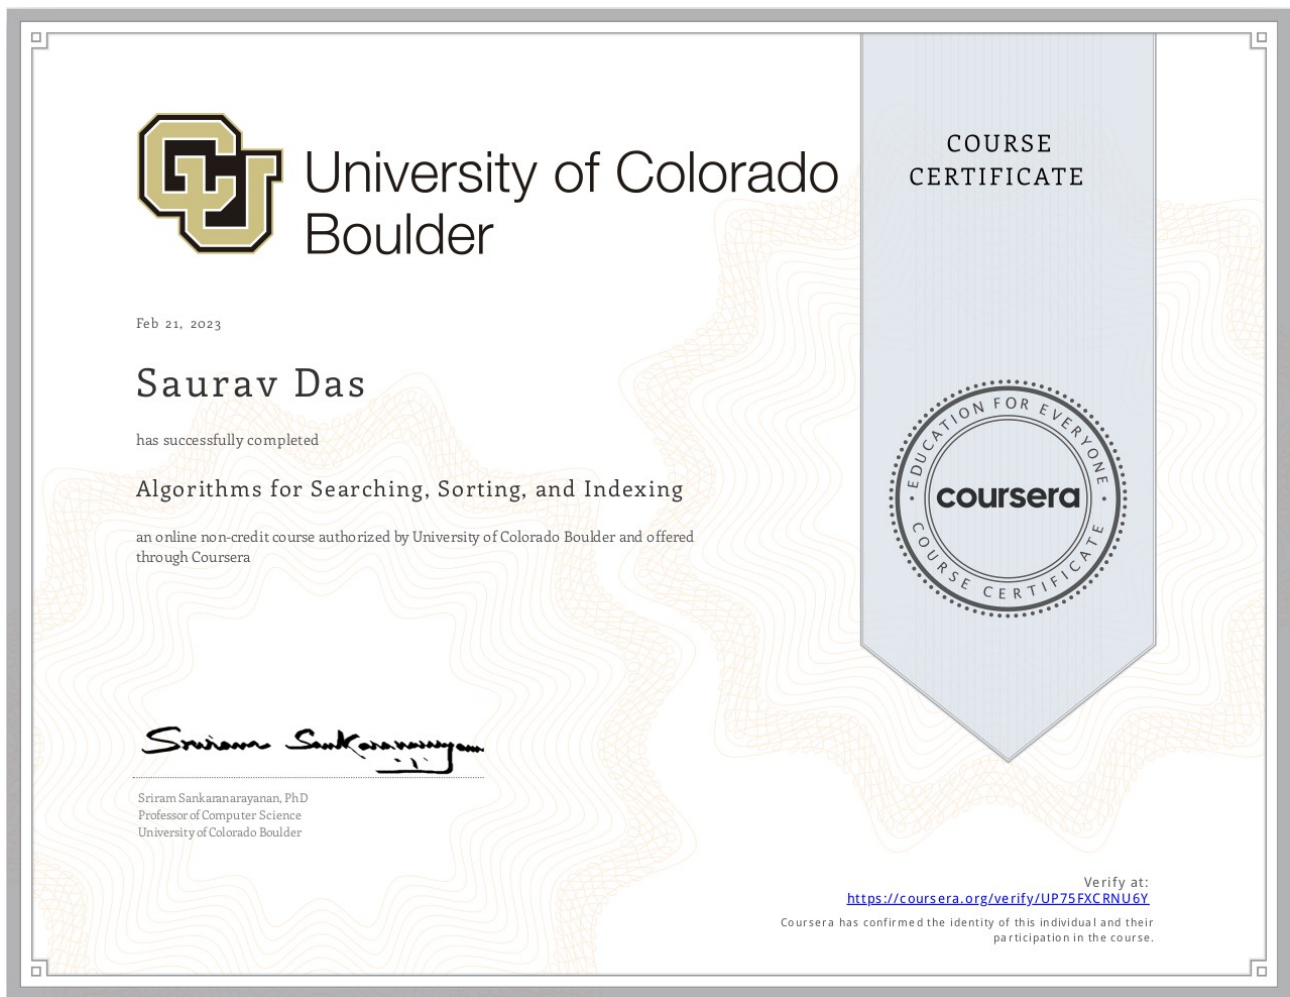 University of Colorado
Boulder
COURSE
CERTIFICATE
Feb 21, 2023
Saurav Das
has successfully completed
Algorithms for Searching, Sorting, and Indexing
an online non-credit course authorized by University of Colorado Boulder and offered
through Coursera
EDUCATION FOR EVERYONE
coursera
COURSE CERTIFICATE
Sriram Sankaranarayanan
Sriram Sankaranarayanan, PhD
Professor of Computer Science
University of Colorado Boulder
Verify at:
https://coursera.org/verify/UP75FXCRNU6Y
Coursera has confirmed the identity of this individual and their
participation in the course.